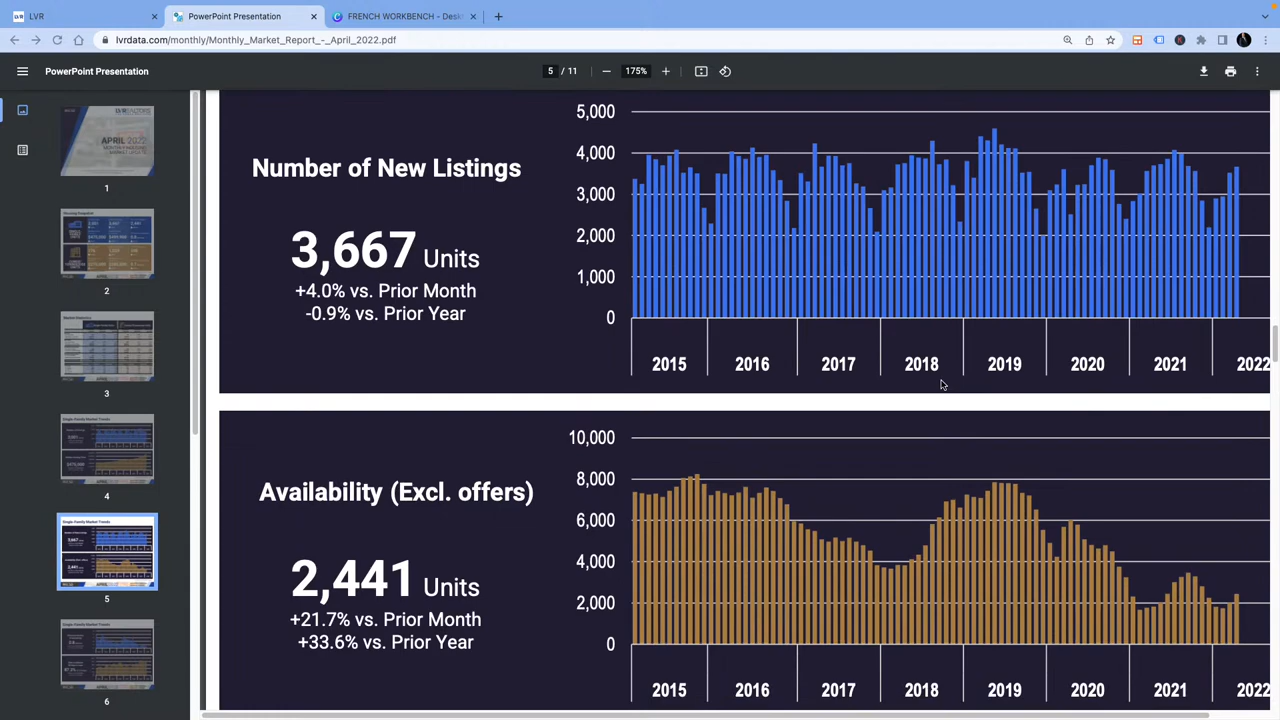 LVR
PowerPoint Presentation
FRENCH WORKBENCH - Desk
lvrdata.com/monthly/Monthly_Market_Report_-_April_2022.pdf
PowerPoint Presentation
5 / 11
175%
1
2
3
4
5
6
Number of New Listings
3,667 Units
+4.0% vs. Prior Month
-0.9% vs. Prior Year
5,000
4,000
3,000
2,000
1,000
0
2015 2016 2017 2018 2019 2020 2021 2022
Availability (Excl. offers)
2,441 Units
+21.7% vs. Prior Month
+33.6% vs. Prior Year
10,000
8,000
6,000
4,000
2,000
0
2015 2016 2017 2018 2019 2020 2021 2022